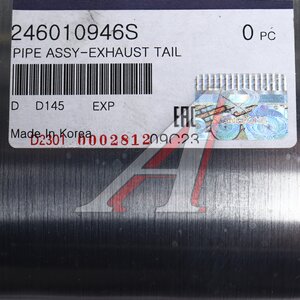 246010946S
0 PC
PIPE ASSY-EXHAUST TAIL
D D145 EXP
EAC
Made in Korea
D2301 0002812 09C23